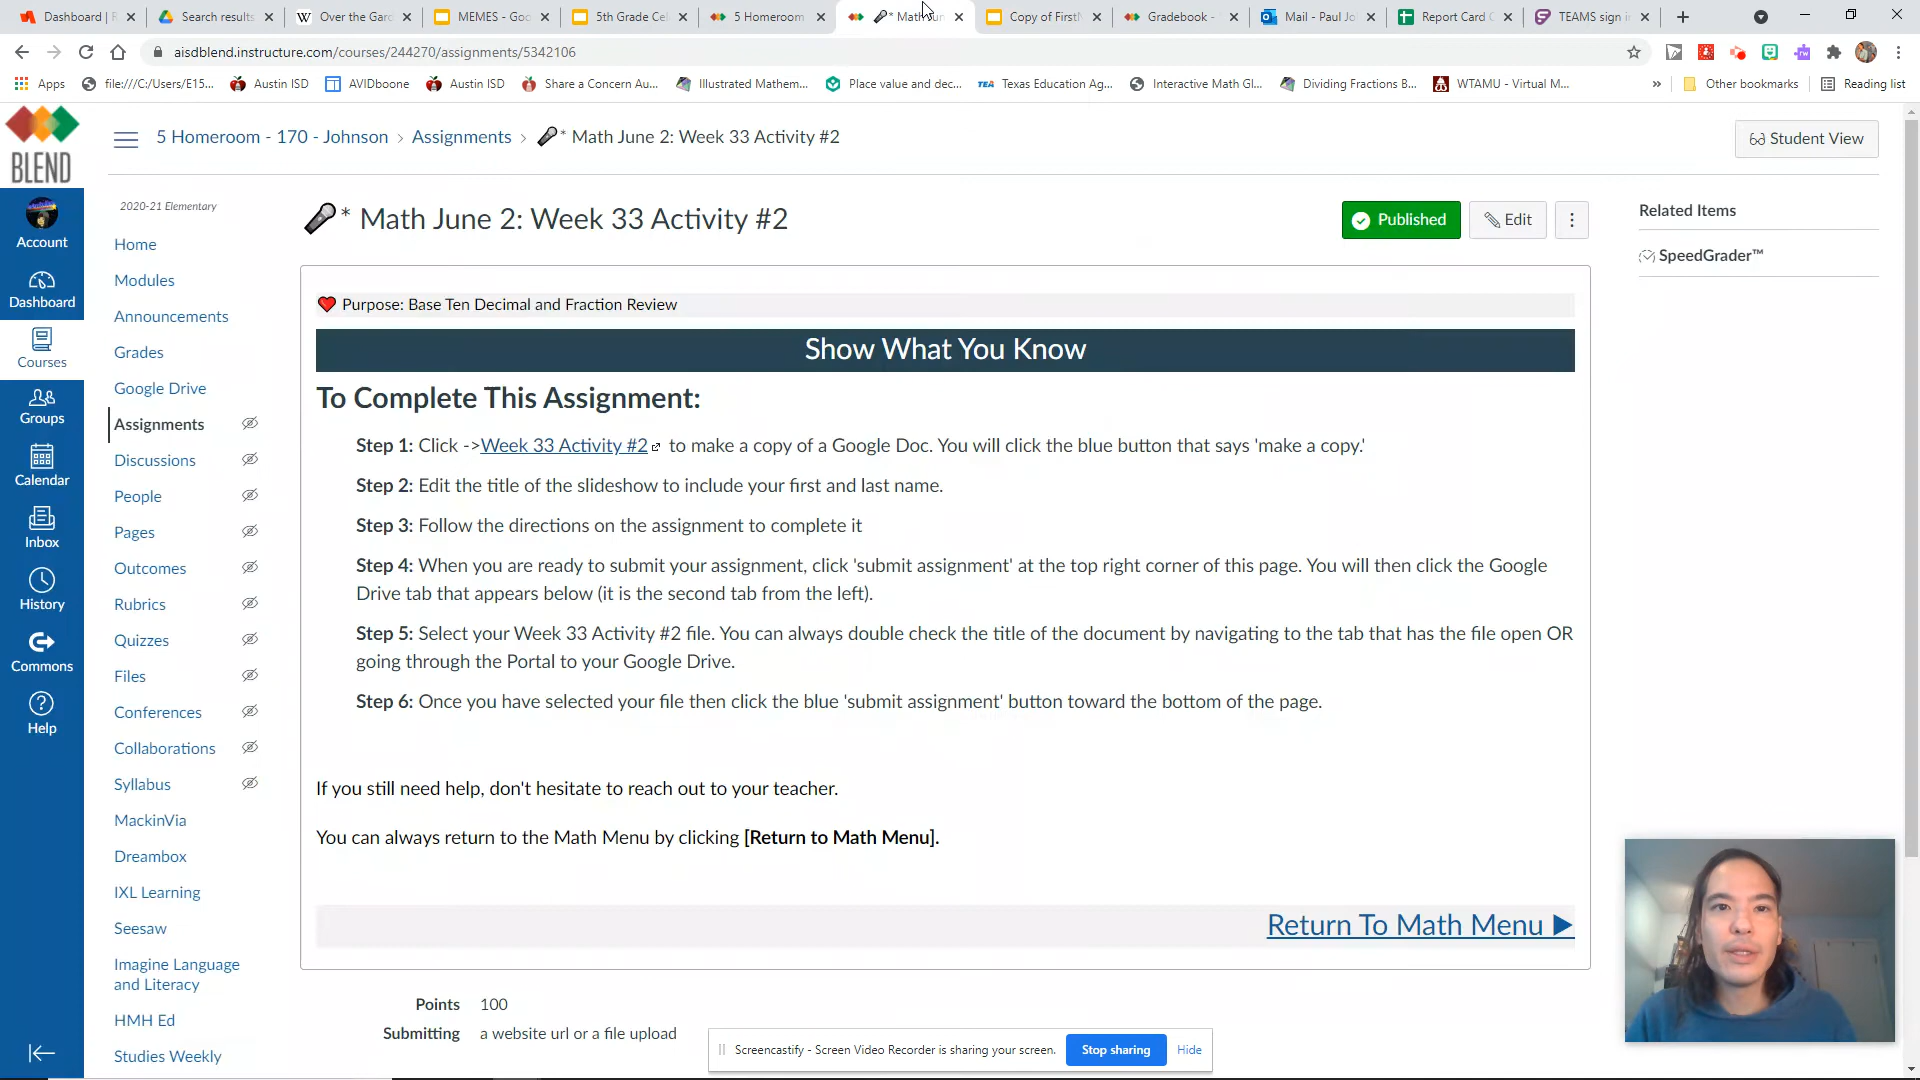 Dashboard | F
Search results
Over the Gard
MEMES - Goo
5th Grade Cel
5 Homeroom
* Math Jun
Copy of First
Gradebook -
Mail - Paul Jo
Report Card C
TEAMS sign i
aisdblend.instructure.com/courses/244270/assignments/5342106
Apps
file:///C:/Users/E15...
Austin ISD
AVIDboone
Austin ISD
Share a Concern Au...
Illustrated Mathem...
Place value and dec...
TEA
Texas Education Ag...
Interactive Math Gl...
Dividing Fractions B...
WTAMU - Virtual M...
»
Other bookmarks
Reading list
BLEND
Account
Dashboard
Courses
Groups
Calendar
Inbox
History
Commons
Help
5 Homeroom - 170 - Johnson › Assignments › * Math June 2: Week 33 Activity #2
Student View
2020-21 Elementary
Home
Modules
Announcements
Grades
Google Drive
Assignments
Discussions
People
Pages
Outcomes
Rubrics
Quizzes
Files
Conferences
Collaborations
Syllabus
MackinVia
Dreambox
IXL Learning
Seesaw
Imagine Language
and Literacy
HMH Ed
Studies Weekly
* Math June 2: Week 33 Activity #2
Published
Edit
Related Items
SpeedGrader™
Purpose: Base Ten Decimal and Fraction Review
Show What You Know
To Complete This Assignment:
Step 1: Click ->Week 33 Activity #2 to make a copy of a Google Doc. You will click the blue button that says 'make a copy.'
Step 2: Edit the title of the slideshow to include your first and last name.
Step 3: Follow the directions on the assignment to complete it
Step 4: When you are ready to submit your assignment, click 'submit assignment' at the top right corner of this page. You will then click the Google
Drive tab that appears below (it is the second tab from the left).
Step 5: Select your Week 33 Activity #2 file. You can always double check the title of the document by navigating to the tab that has the file open OR
going through the Portal to your Google Drive.
Step 6: Once you have selected your file then click the blue 'submit assignment' button toward the bottom of the page.
If you still need help, don't hesitate to reach out to your teacher.
You can always return to the Math Menu by clicking [Return to Math Menu].
Return To Math Menu ▶
Points 100
Submitting a website url or a file upload
Screencastify - Screen Video Recorder is sharing your screen.
Stop sharing
Hide